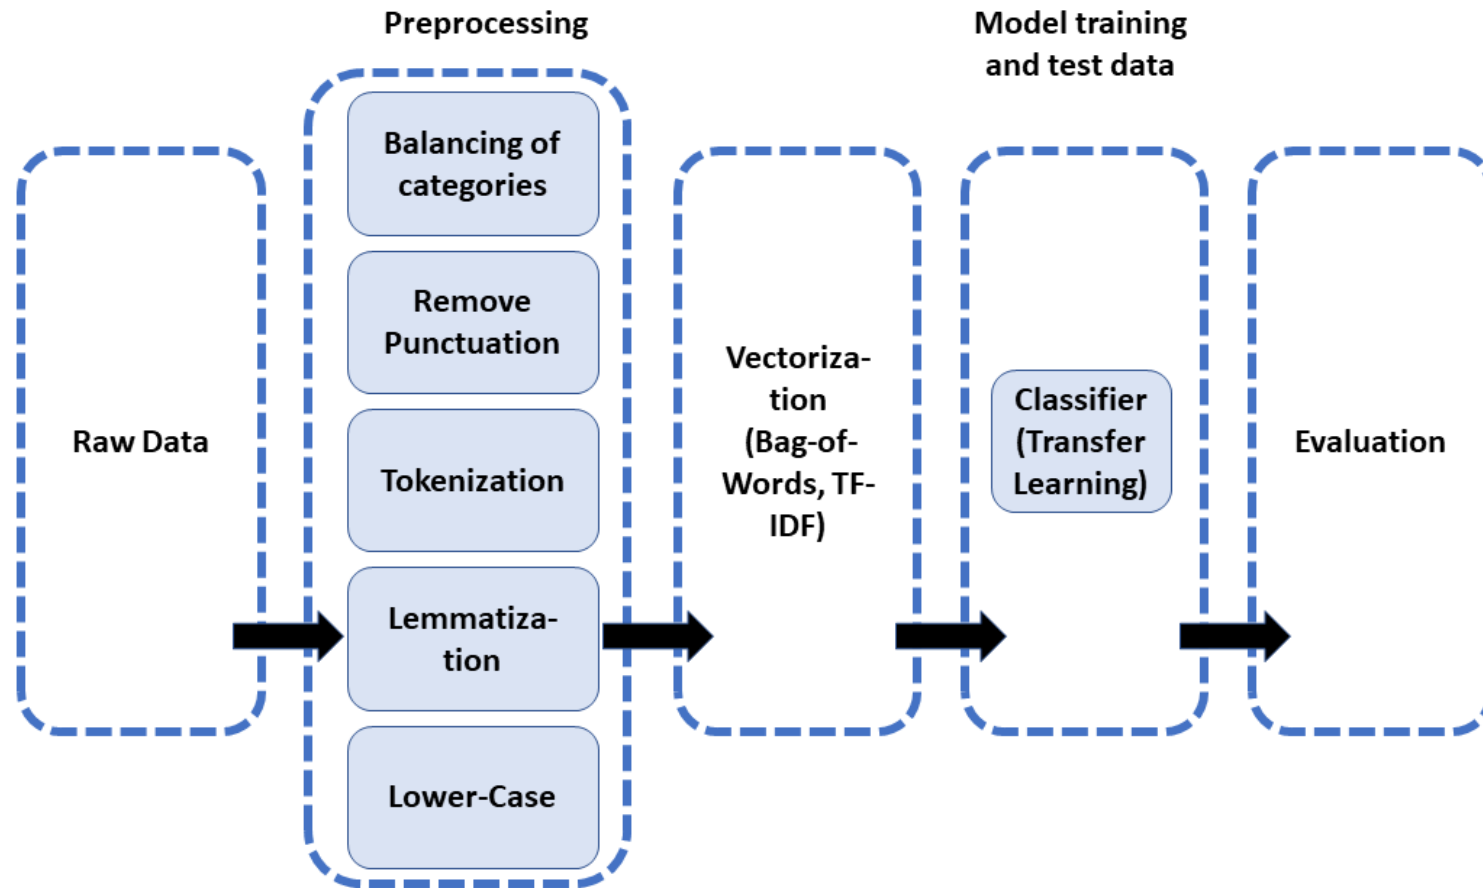 Preprocessing
Model training
and test data
Balancing of
categories
Remove
Punctuation
Tokenization
Lemmatiza-
tion
Lower-Case
Raw Data
Vectoriza-
tion
(Bag-of-
Words, TF-
IDF)
Classifier
(Transfer
Learning)
Evaluation